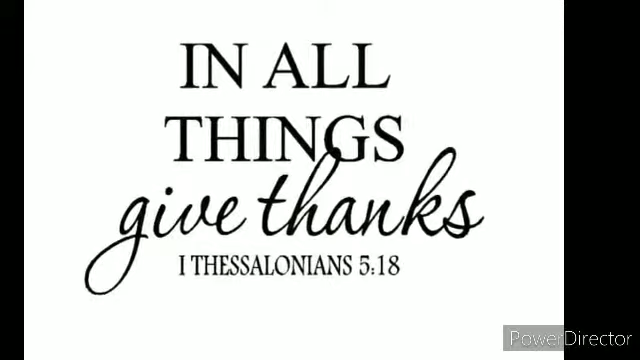 IN ALL
THINGS
give thanks
I THESSALONIANS 5:18
PowerDirector